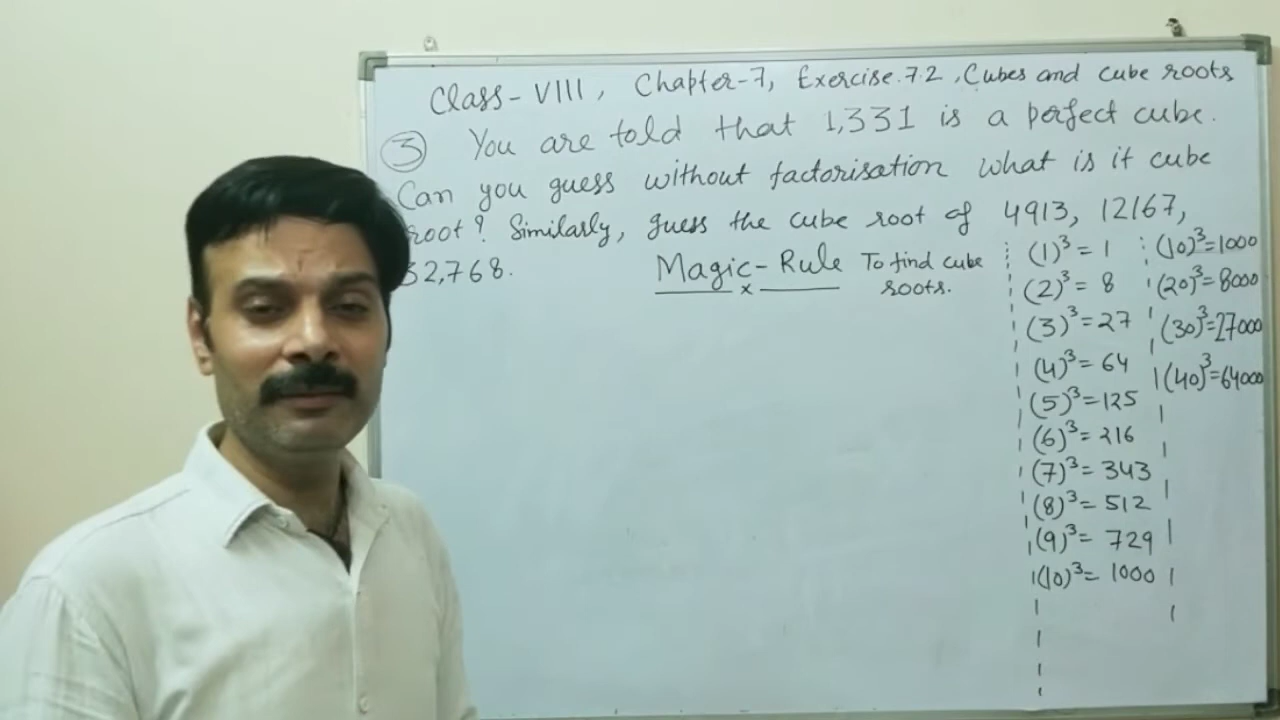 Class-VIII, Chapter-7, Exercise.7.2, Cubes and cube roots
③ You are told that 1,331 is a perfect cube.
Can you guess without factorisation what is it cube
root? Similarly, guess the cube root of 4913, 12167,
32,768.
Magic-Rule To find cube
roots.
(1)³ = 1
(2)³ = 8
(3)³ = 27
(4)³ = 64
(5)³ = 125
(6)³ = 216
(7)³ = 343
(8)³ = 512
(9)³ = 729
(10)³ = 1000
(10)³ = 1000
(20)³ = 8000
(30)³ = 27000
(40)³ = 64000